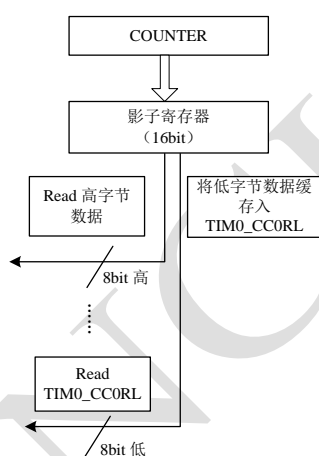 COUNTER
影子寄存器
（16bit）
Read 高字节
数据
将低字节数据缓
存入
TIM0_CC0RL
8bit 高
Read
TIM0_CC0RL
8bit 低